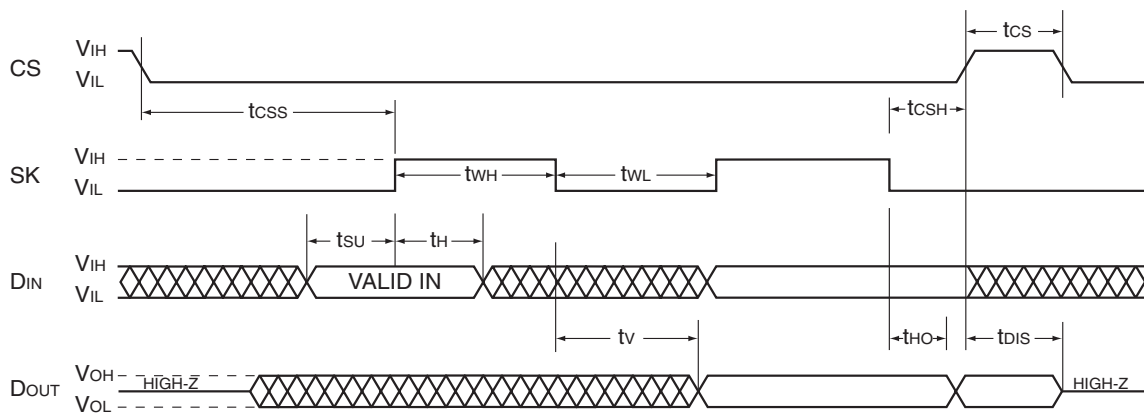 tCS
VIH
CS
VIL
tCSS
tCSH
VIH
SK
tWH
tWL
VIL
tSU
tH
VIH
DIN
VALID IN
VIL
tV
tHO
tDIS
VOH
DOUT
HIGH-Z
HIGH-Z
VOL